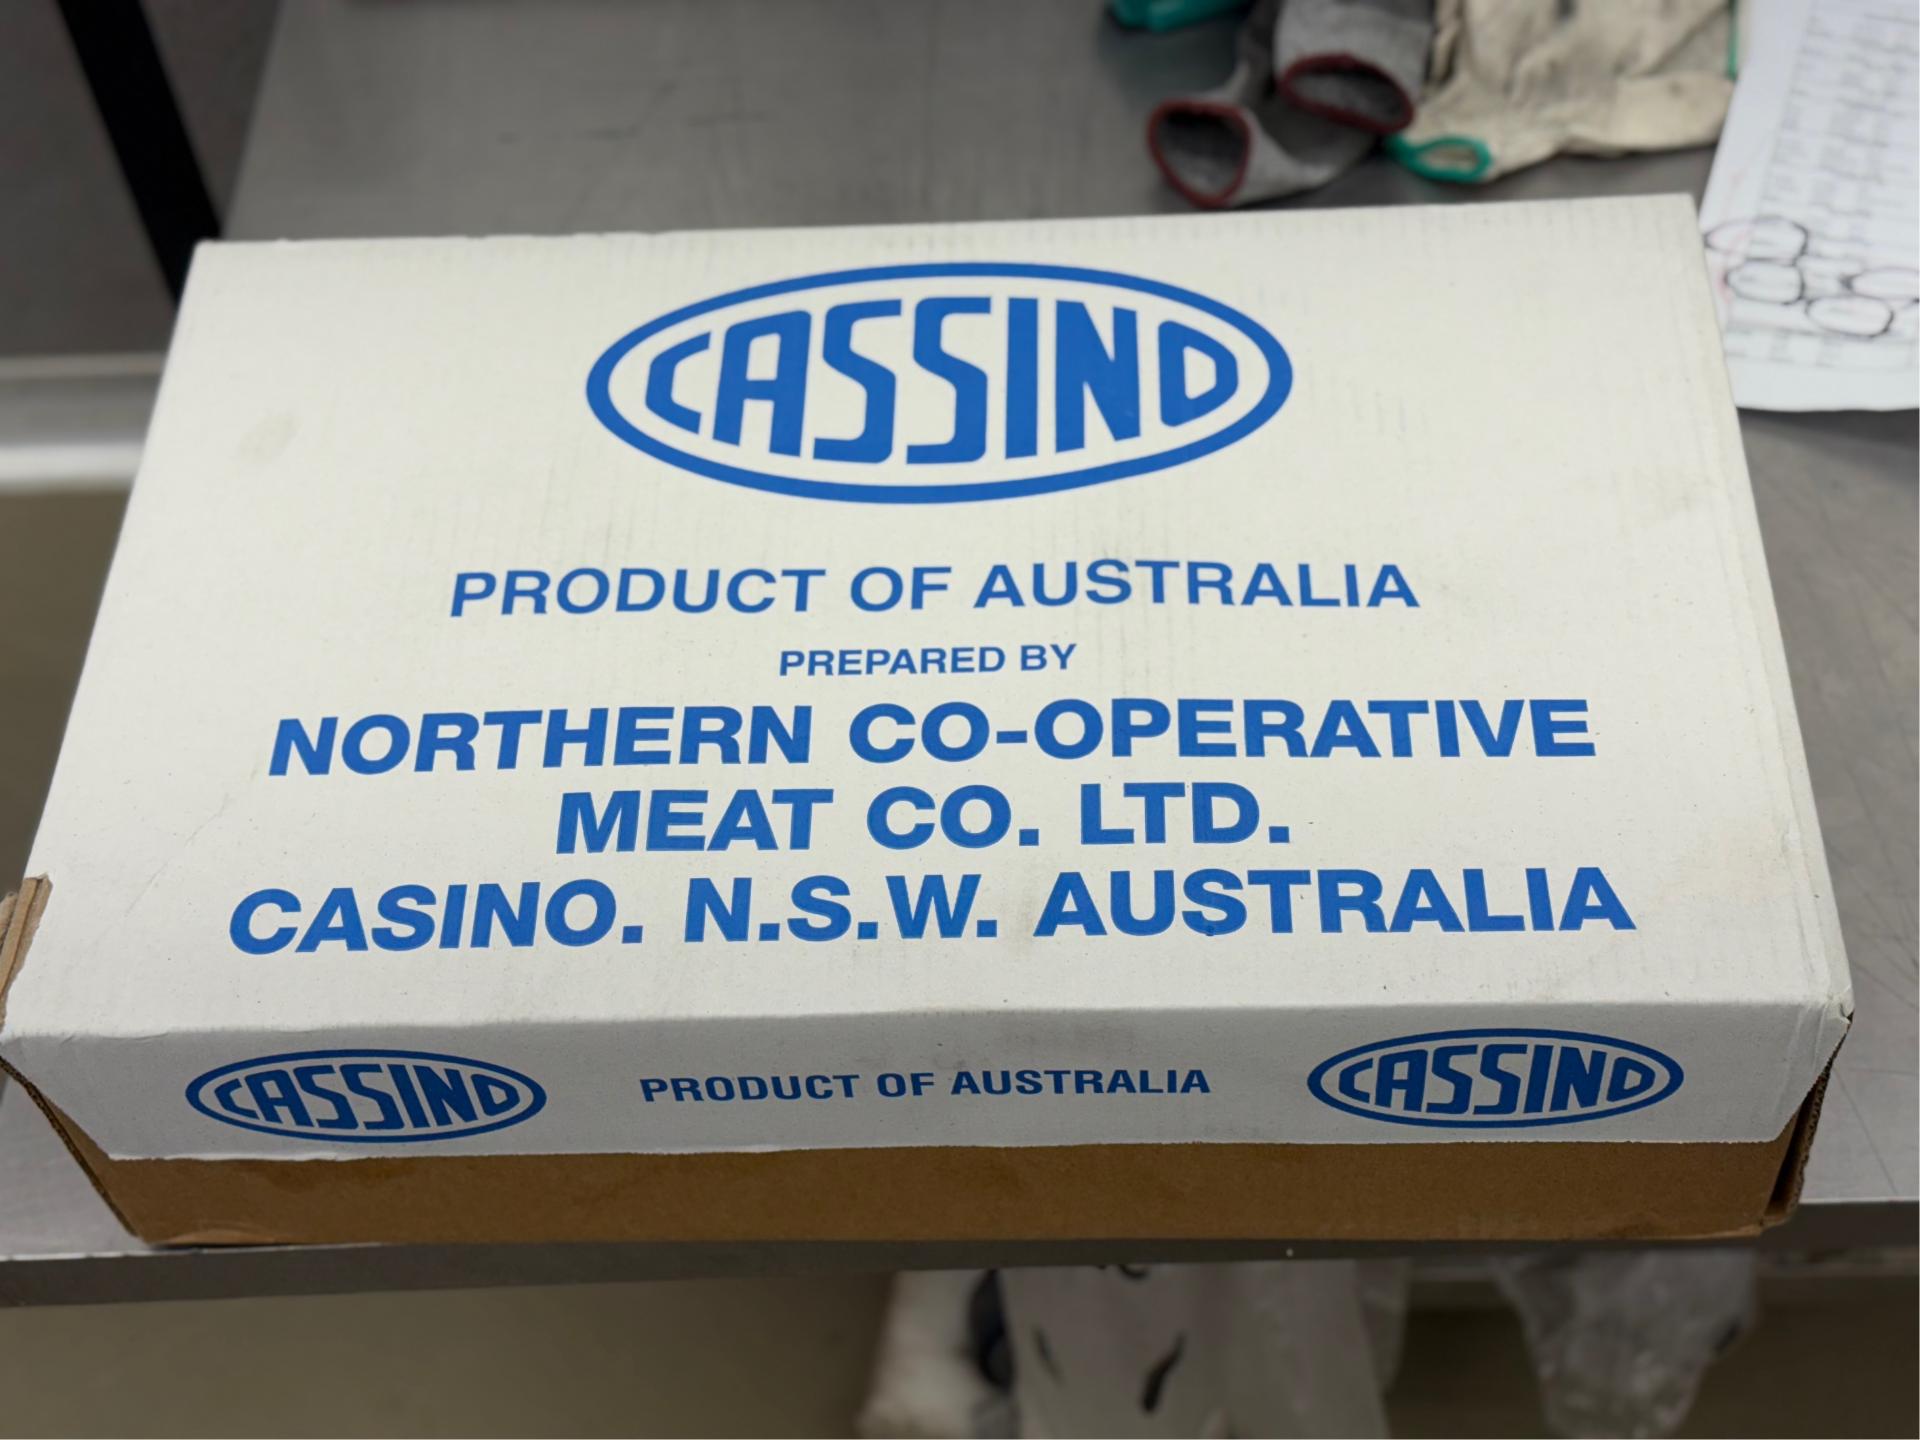 CASSINO
PRODUCT OF AUSTRALIA
PREPARED BY
NORTHERN CO-OPERATIVE
MEAT CO. LTD.
CASINO. N.S.W. AUSTRALIA
CASSINO PRODUCT OF AUSTRALIA CASSINO